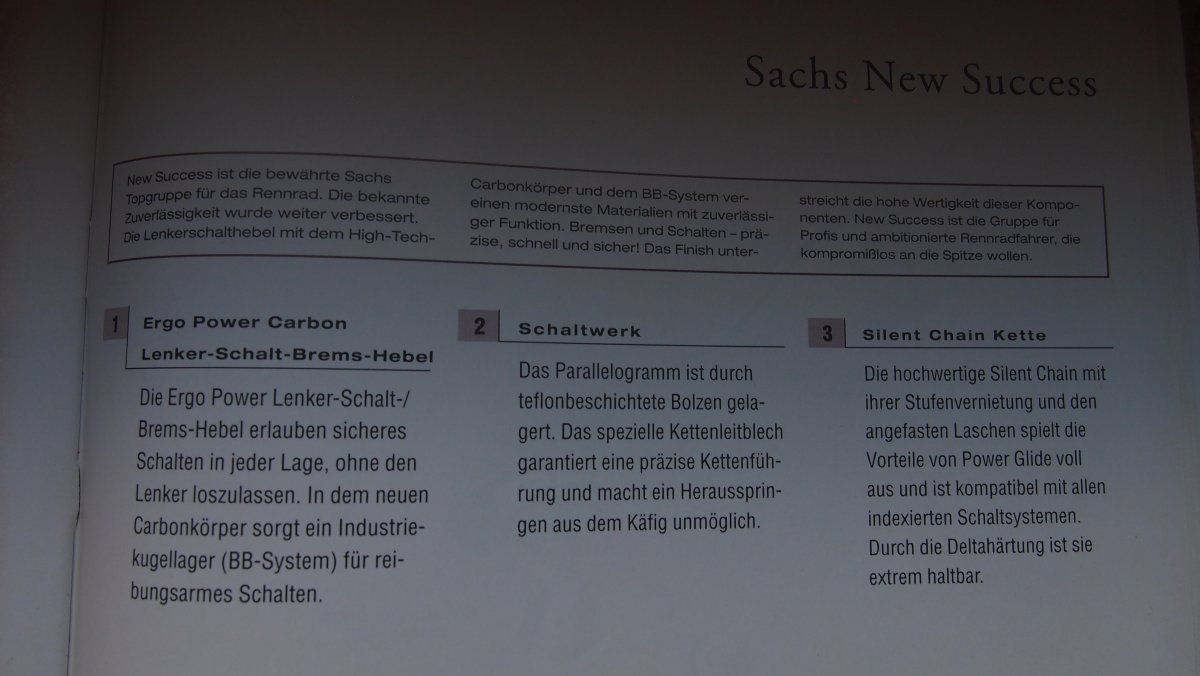 Sachs New Success
New Success ist die bewährte Sachs
Topgruppe für das Rennrad. Die bekannte
Zuverlässigkeit wurde weiter verbessert.
Die Lenkerschalthebel mit dem High-Tech-
Carbonkörper und dem BB-System ver-
einen modernste Materialien mit zuverlässi-
ger Funktion. Bremsen und Schalten – prä-
zise, schnell und sicher! Das Finish unter-
streicht die hohe Wertigkeit dieser Kompo-
nenten. New Success ist die Gruppe für
Profis und ambitionierte Rennradfahrer, die
kompromißlos an die Spitze wollen.
1 Ergo Power Carbon
Lenker-Schalt-Brems-Hebel
Die Ergo Power Lenker-Schalt-/
Brems-Hebel erlauben sicheres
Schalten in jeder Lage, ohne den
Lenker loszulassen. In dem neuen
Carbonkörper sorgt ein Industrie-
kugellager (BB-System) für rei-
bungsarmes Schalten.
2 Schaltwerk
Das Parallelogramm ist durch
teflonbeschichtete Bolzen gela-
gert. Das spezielle Kettenleitblech
garantiert eine präzise Kettenfüh-
rung und macht ein Herausssprin-
gen aus dem Käfig unmöglich.
3 Silent Chain Kette
Die hochwertige Silent Chain mit
ihrer Stufenvernietung und den
angefasten Laschen spielt die
Vorteile von Power Glide voll
aus und ist kompatibel mit allen
indexierten Schaltsystemen.
Durch die Deltahärtung ist sie
extrem haltbar.